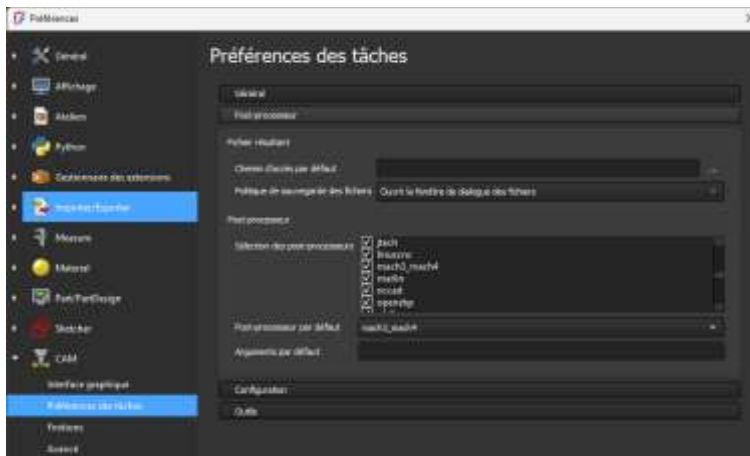 Préférences
Général
Affichage
Ateliers
Python
Gestionnaire des extensions
Importer/Exporter
Measure
Material
Part/PartDesign
Sketcher
CAM
Interface graphique
Préférences des tâches
Finitions
Avancé
Préférences des tâches
Général
Post-processeur
Fichier résultant
Chemin d'accès par défaut
Politique de sauvegarde des fichiers Ouvrir la fenêtre de dialogue des fichiers
Post-processeur
Sélection des post-processeurs
jtech
linuxcnc
mach3_mach4
marlin
nccad
opensbp
Post-processeur par défaut mach3_mach4
Arguments par défaut
Configuration
Outils